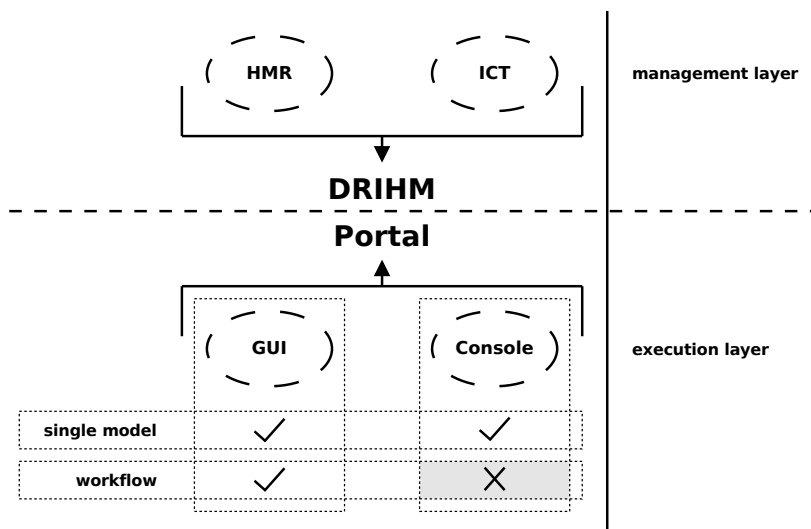 HMR
ICT
management layer
DRIHM
Portal
GUI
Console
execution layer
single model
workflow